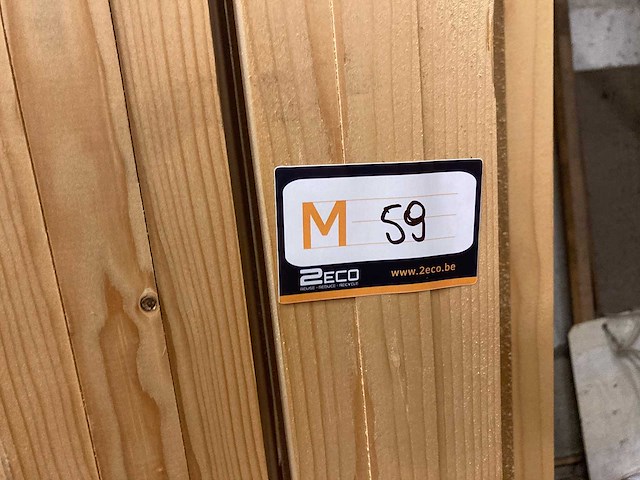 M 59
2ECO
REUSE - REDUCE - RECYCLE
www.2eco.be